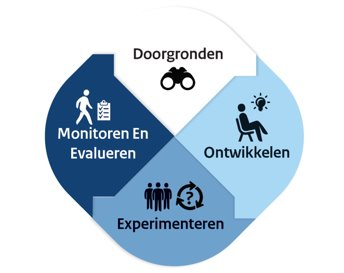 Doorgronden
Monitoren En
Evalueren
Ontwikkelen
?
Experimenteren